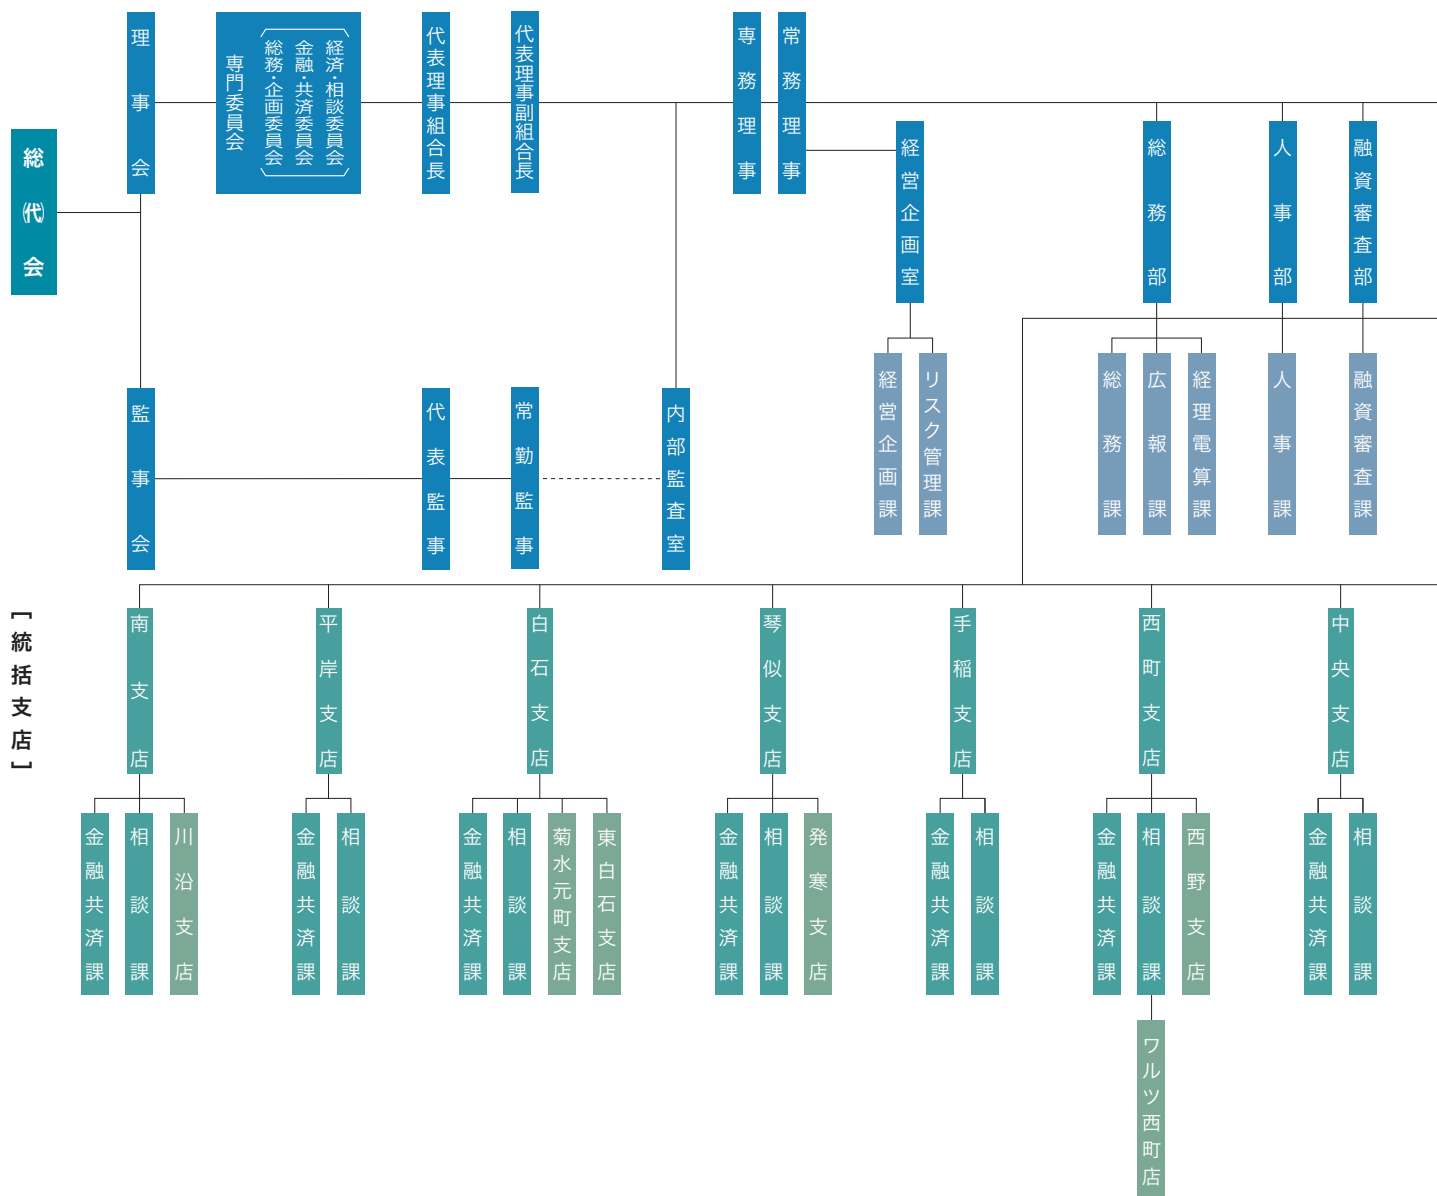 総(代)会
理事会
専門委員会
総務・企画委員会
金融・共済委員会
経済・相談委員会
代表理事組合長
代表理事副組合長
専務理事
常務理事
経営企画室
総務部
人事部
融資審査部
経営企画課
リスク管理課
総務課
広報課
経理電算課
人事課
融資審査課
監事会
代表監事
常勤監事
内部監査室
[統括支店]
南支店
平岸支店
白石支店
琴似支店
手稲支店
西町支店
中央支店
金融共済課
相談課
川沿支店
金融共済課
相談課
金融共済課
相談課
菊水元町支店
東白石支店
金融共済課
相談課
発寒支店
金融共済課
相談課
金融共済課
相談課
西野支店
金融共済課
相談課
ワルツ西町店